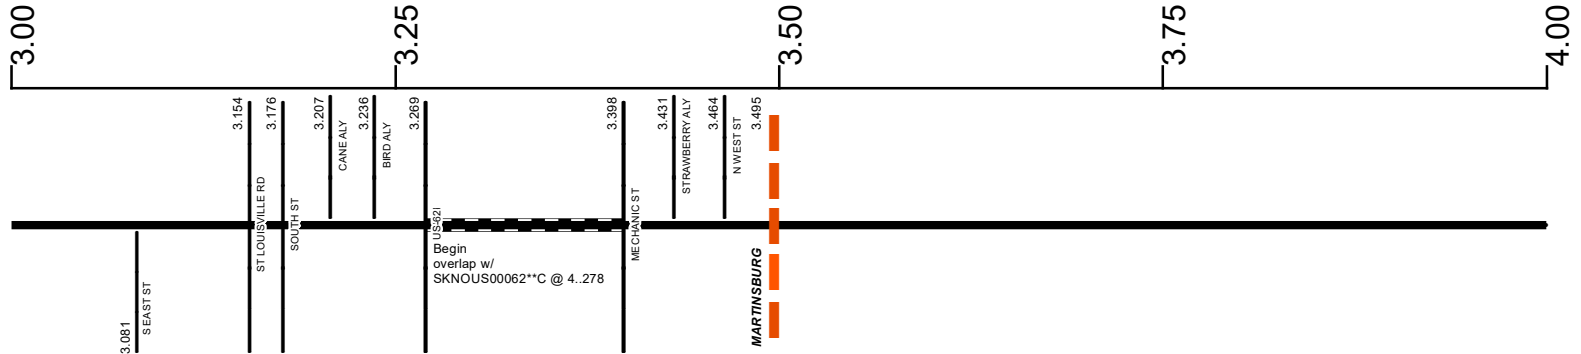 3.00
3.25
3.50
3.75
4.00
3.081
S EAST ST
3.154
ST LOUISVILLE RD
3.176
SOUTH ST
3.207
CANE ALY
3.236
BIRD ALY
3.269
US-62I
Begin
overlap w/
SKNOUS00062**C @ 4..278
3.398
MECHANIC ST
3.431
STRAWBERRY ALY
3.464
N WEST ST
3.495
MARTINSBURG